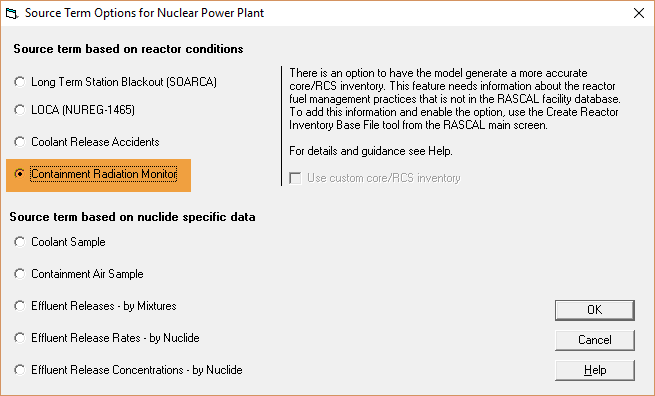 Source Term Options for Nuclear Power Plant
Source term based on reactor conditions
Long Term Station Blackout (SOARCA)
LOCA (NUREG-1465)
Coolant Release Accidents
Containment Radiation Monitor
There is an option to have the model generate a more accurate
core/RCS inventory. This feature needs information about the reactor
fuel management practices that is not in the RASCAL facility database.
To add this information and enable the option, use the Create Reactor
Inventory Base File tool from the RASCAL main screen.
For details and guidance see Help.
Use custom core/RCS inventory
Source term based on nuclide specific data
Coolant Sample
Containment Air Sample
Effluent Releases - by Mixtures
Effluent Release Rates - by Nuclide
Effluent Release Concentrations - by Nuclide
OK
Cancel
Help